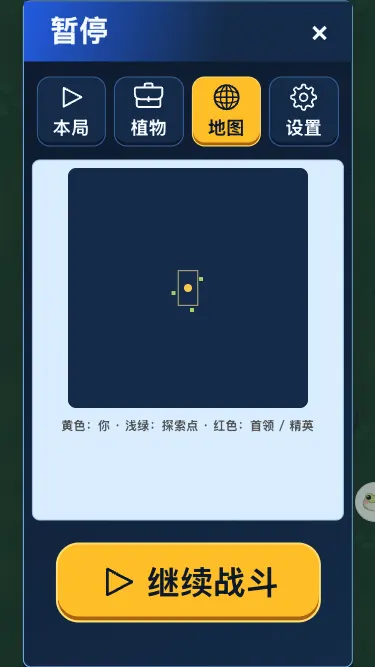 暂停
×
本局
植物
地图
设置
黄色：你 · 浅绿：探索点 · 红色：首领 / 精英
继续战斗